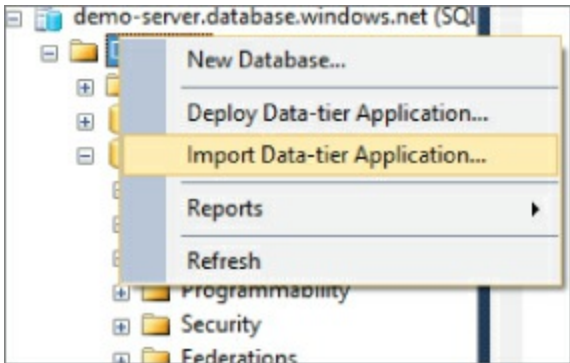 demo-server.database.windows.net (SQL
New Database...
Deploy Data-tier Application...
Import Data-tier Application...
Reports
Refresh
Programmability
Security
Federations